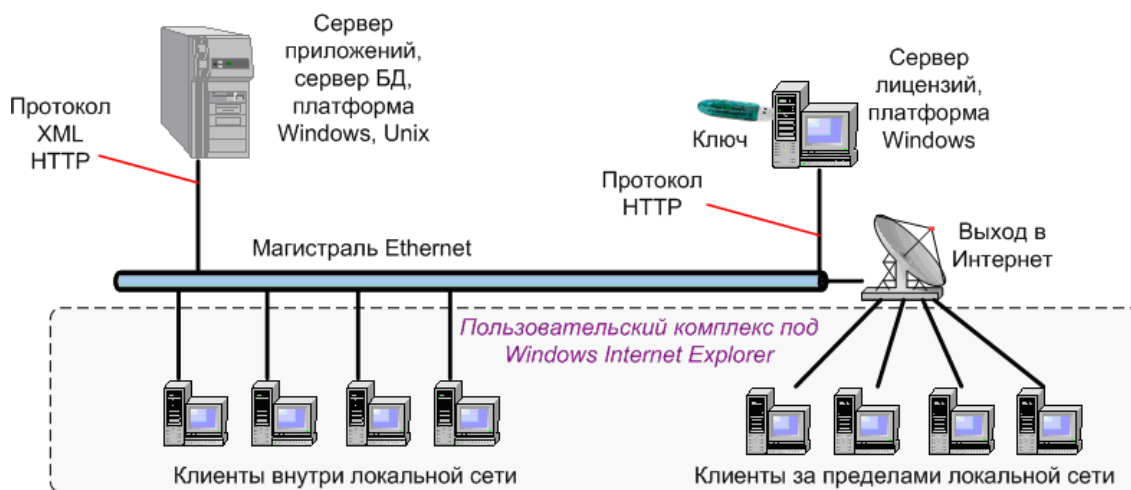 Сервер
приложений,
сервер БД,
платформа
Windows, Unix
Протокол
XML
HTTP
Сервер
лицензий,
платформа
Windows
Ключ
Протокол
HTTP
Магистраль Ethernet
Выход в
Интернет
Пользовательский комплекс под
Windows Internet Explorer
Клиенты внутри локальной сети
Клиенты за пределами локальной сети